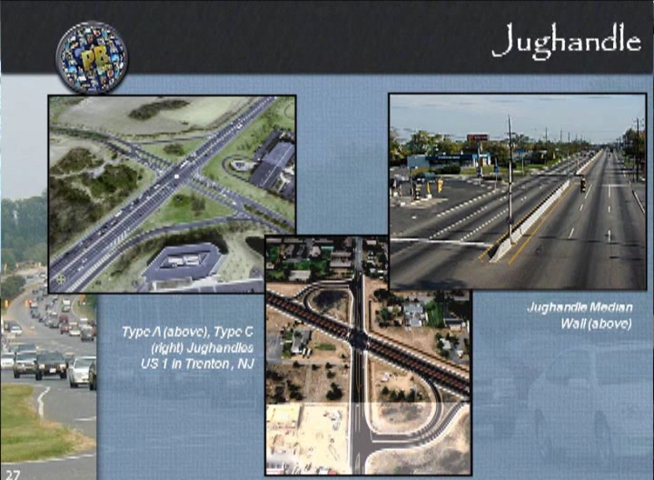 Jughandle
PB
Type A (above), Type C
(right) Jughandles
US 1 in Trenton, NJ
Jughandle Median
Wall (above)
27